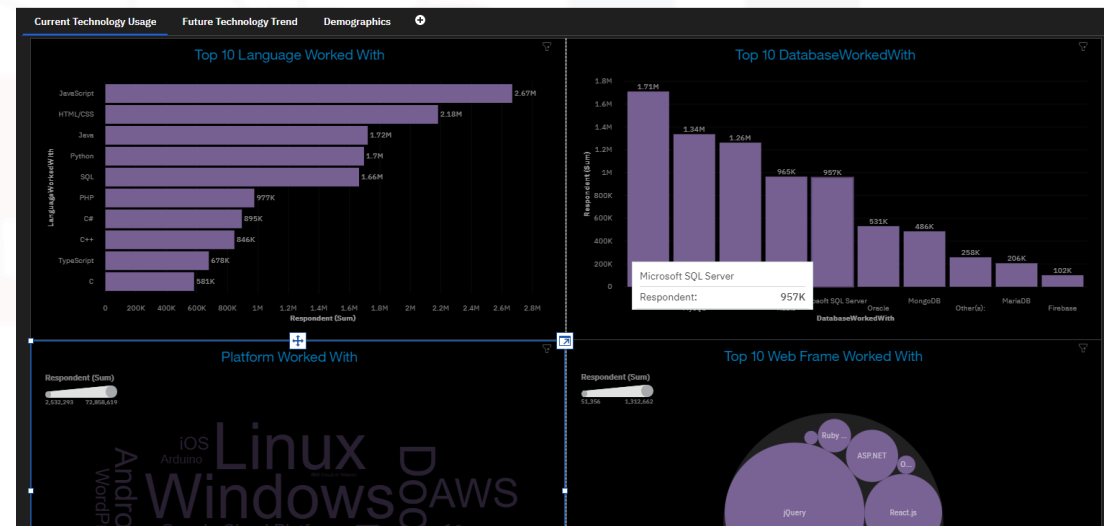 Current Technology Usage Future Technology Trend Demographics
Top 10 Language Worked With
LanguageWorkedWith
JavaScript 2.67M
HTML/CSS 2.18M
Java 1.72M
Python 1.7M
SQL 1.66M
PHP 977K
C# 895K
C++ 846K
TypeScript 678K
C 581K
0 200K 400K 600K 800K 1M 1.2M 1.4M 1.6M 1.8M 2M 2.2M 2.4M 2.6M 2.8M
Respondent (Sum)
Top 10 DatabaseWorkedWith
Respondent (Sum)
1.8M
1.6M
1.4M
1.2M
1M
800K
600K
400K
200K
0
1.71M 1.34M 1.26M 965K 957K 531K 486K 258K 206K 102K
Microsoft SQL Server
Respondent: 957K
Oracle MongoDB Other(s): MariaDB Firebase
DatabaseWorkedWith
Platform Worked With
Respondent (Sum)
2,532,293 72,858,619
iOS Linux
Arduino
Windows AWS
Top 10 Web Frame Worked With
Respondent (Sum)
51,356 1,312,662
Ruby ...
ASP.NET
O...
jQuery React.js